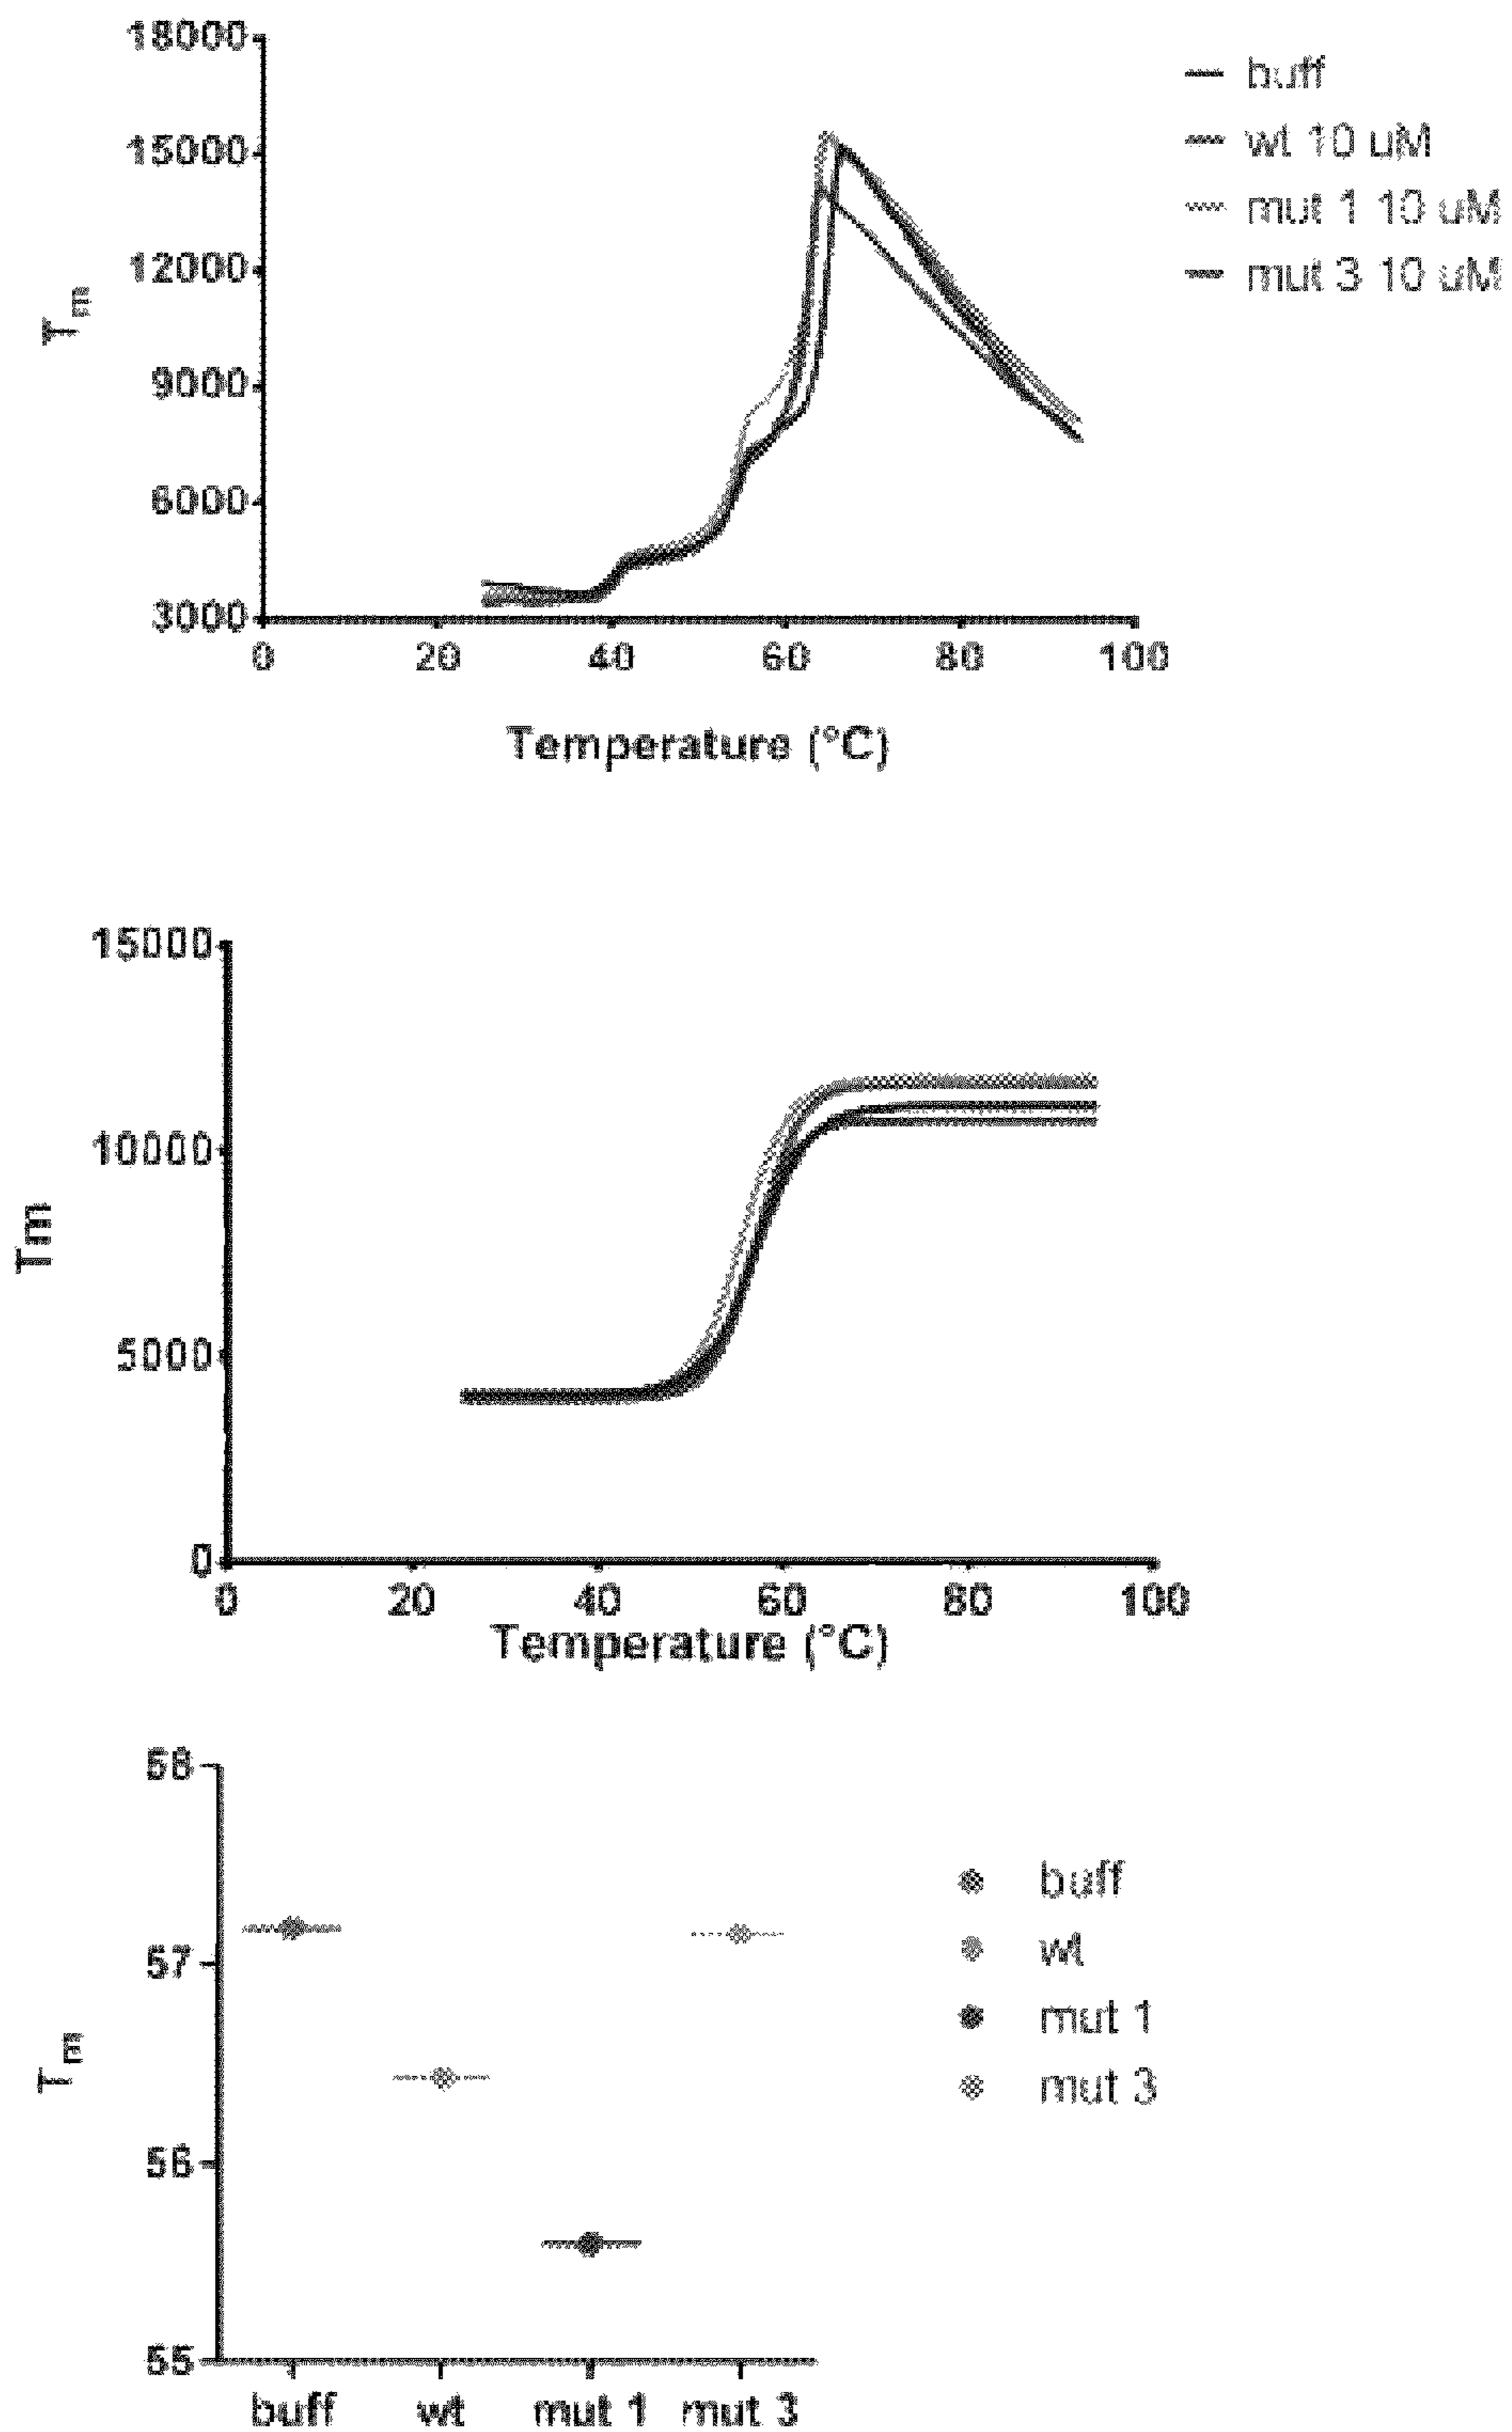 18000
15000
12000
9000
6000
3000
Tm
0 20 40 60 80 100
Temperature (°C)
buff
wt 10 uM
mut 1 10 uM
mut 3 10 uM
15000
10000
5000
0
Tm
0 20 40 60 80 100
Temperature (°C)
58
57
56
55
Tm
buff wt mut 1 mut 3
buff
wt
mut 1
mut 3